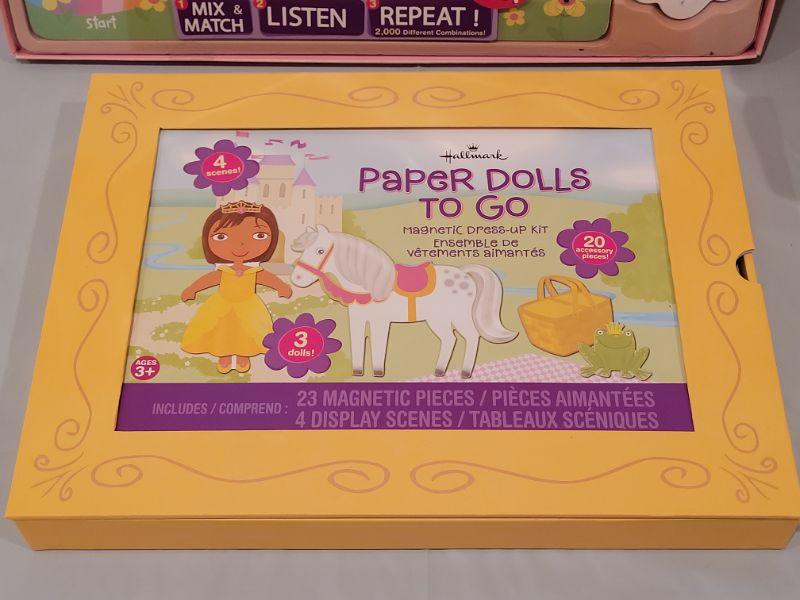 start
1 MIX &
MATCH
2 LISTEN
3 REPEAT!
2,000 Different Combinations!
4
scenes!
Hallmark
PAPER DOLLS
TO GO
MAGNETIC DRESS-UP KIT
ENSEMBLE DE
VÊTEMENTS AIMANTÉS
20
accessory
pieces!
3
dolls!
AGES
3+
INCLUDES / COMPREND :
23 MAGNETIC PIECES / PIÈCES AIMANTÉES
4 DISPLAY SCENES / TABLEAUX SCÉNIQUES